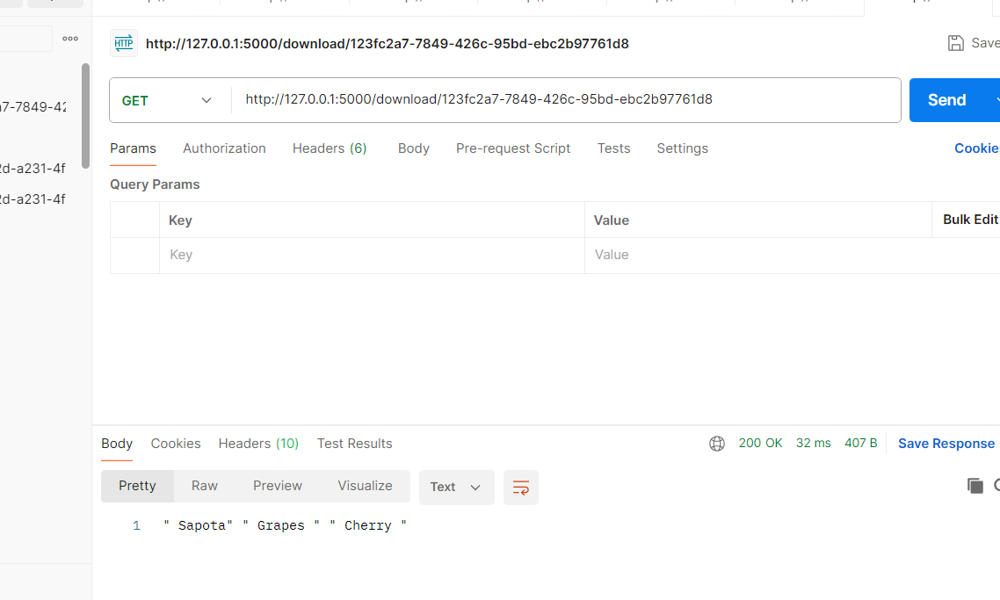 HTTP http://127.0.0.1:5000/download/123fc2a7-7849-426c-95bd-ebc2b97761d8 Save
a7-7849-42
2d-a231-4f
2d-a231-4f
GET http://127.0.0.1:5000/download/123fc2a7-7849-426c-95bd-ebc2b97761d8 Send
Params Authorization Headers (6) Body Pre-request Script Tests Settings Cookie
Query Params
Key Value Bulk Edit
Key Value
Body Cookies Headers (10) Test Results 200 OK 32 ms 407 B Save Response
Pretty Raw Preview Visualize Text
1 " Sapota" " Grapes " " Cherry "